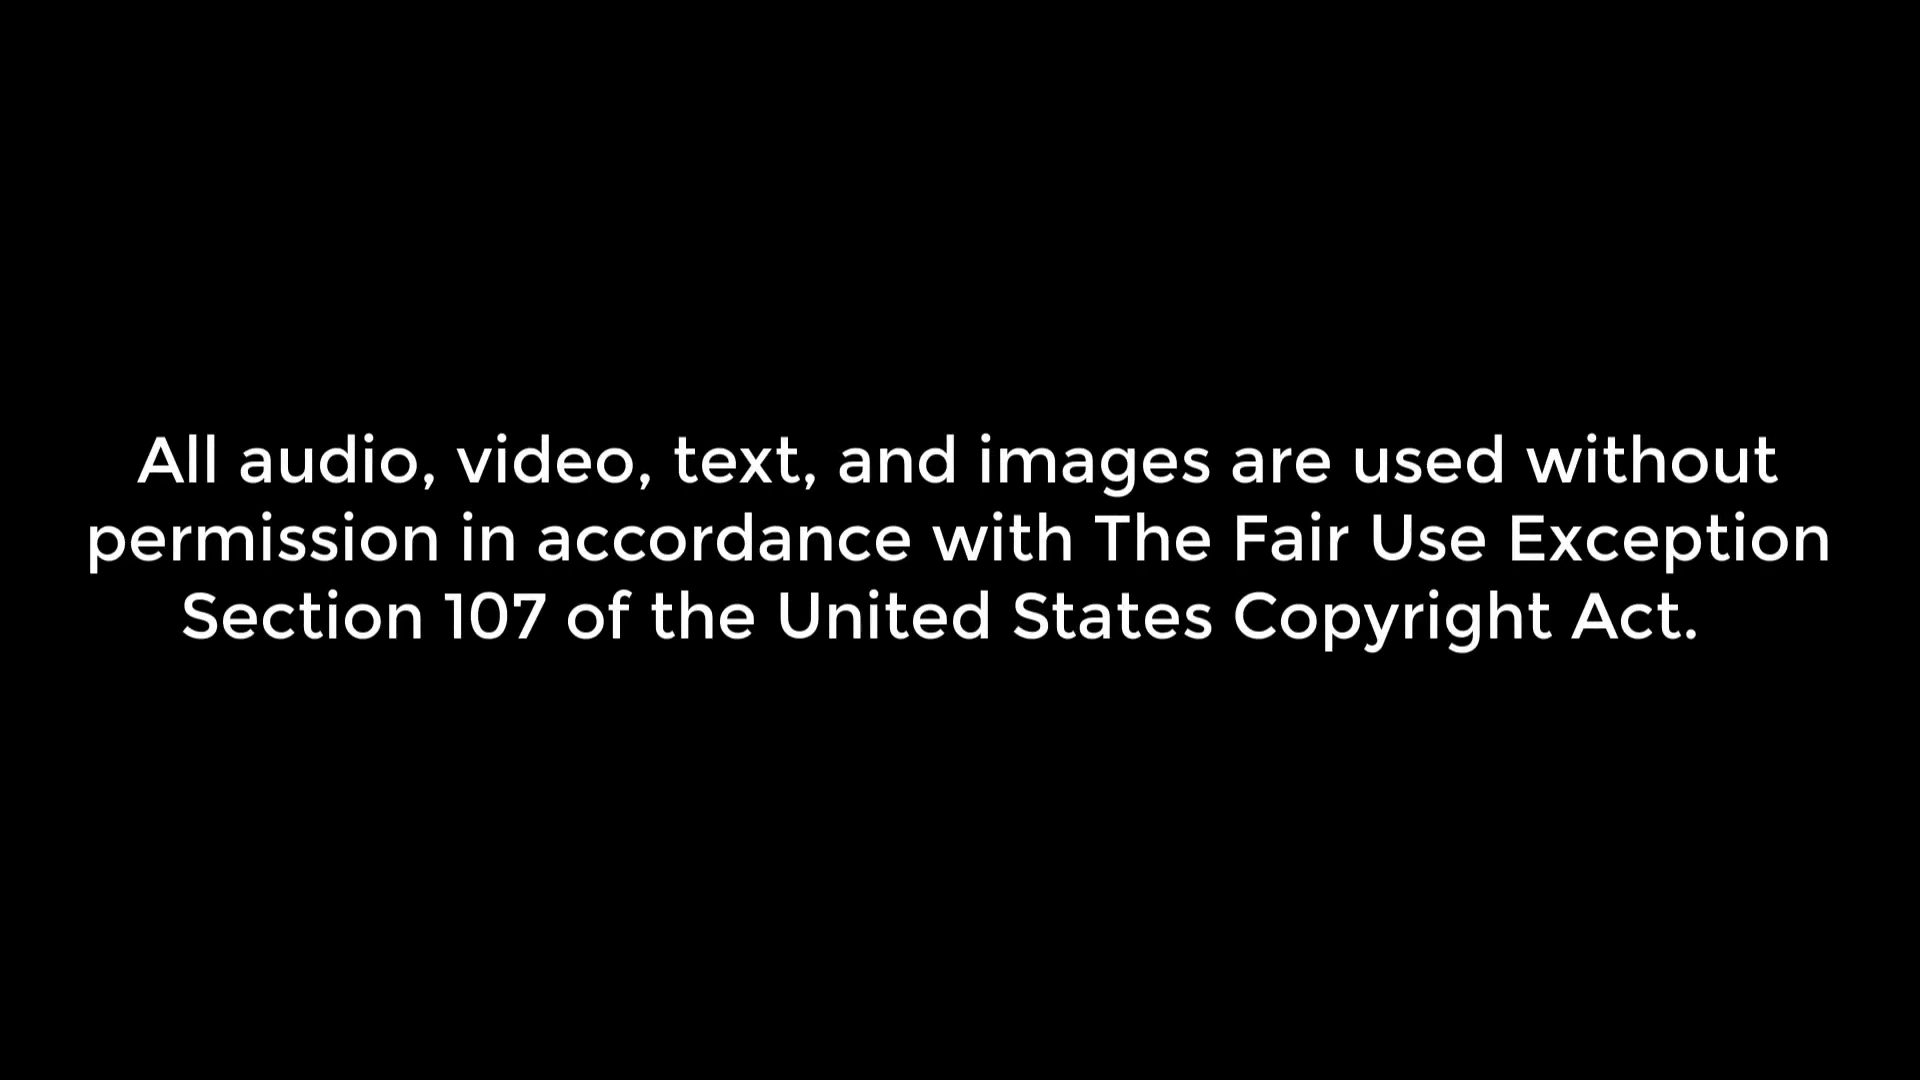 All audio, video, text, and images are used without
permission in accordance with The Fair Use Exception
Section 107 of the United States Copyright Act.